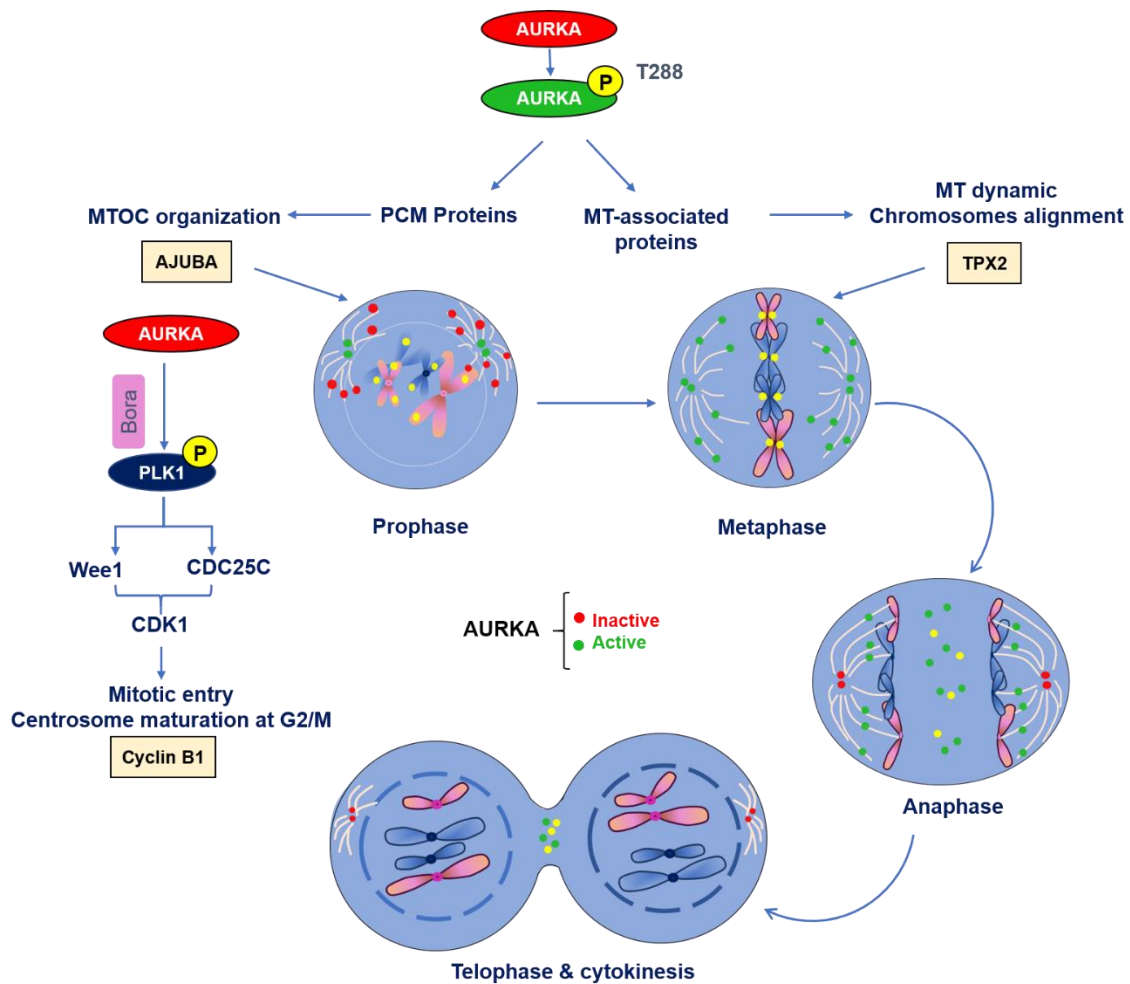 AURKA
P
T288
AURKA
MTOC organization
PCM Proteins
MT-associated
proteins
MT dynamic
Chromosomes alignment
AJUBA
TPX2
AURKA
Bora
P
PLK1
Wee1
CDC25C
CDK1
Mitotic entry
Centrosome maturation at G2/M
Cyclin B1
Prophase
Metaphase
AURKA
Inactive
Active
Anaphase
Telophase & cytokinesis